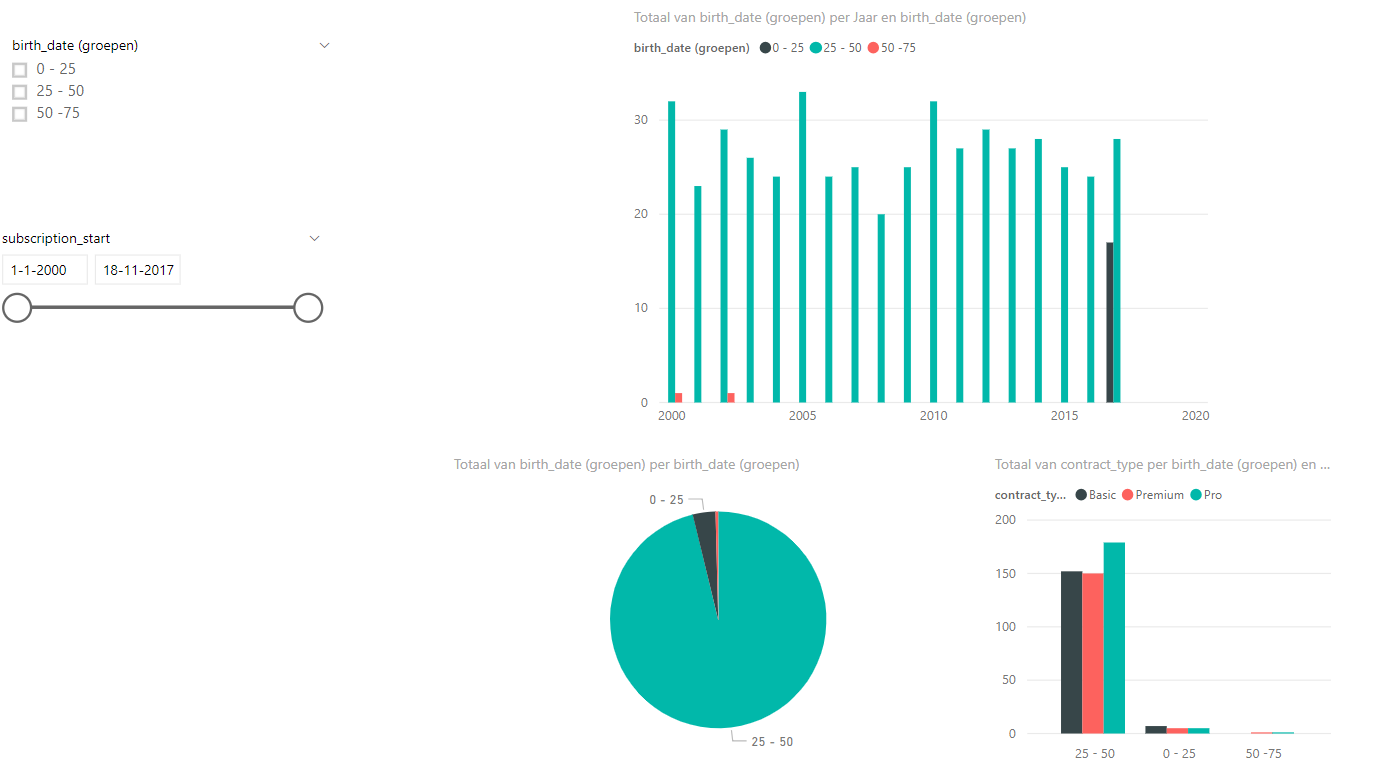 birth_date (groepen)
0 - 25
25 - 50
50 -75
subscription_start
1-1-2000 18-11-2017
Totaal van birth_date (groepen) per Jaar en birth_date (groepen)
birth_date (groepen) 0 - 25 25 - 50 50 -75
30
20
10
0
2000 2005 2010 2015 2020
Totaal van birth_date (groepen) per birth_date (groepen)
0 - 25
25 - 50
Totaal van contract_type per birth_date (groepen) en ...
contract_ty... Basic Premium Pro
200
150
100
50
0
25 - 50 0 - 25 50 -75